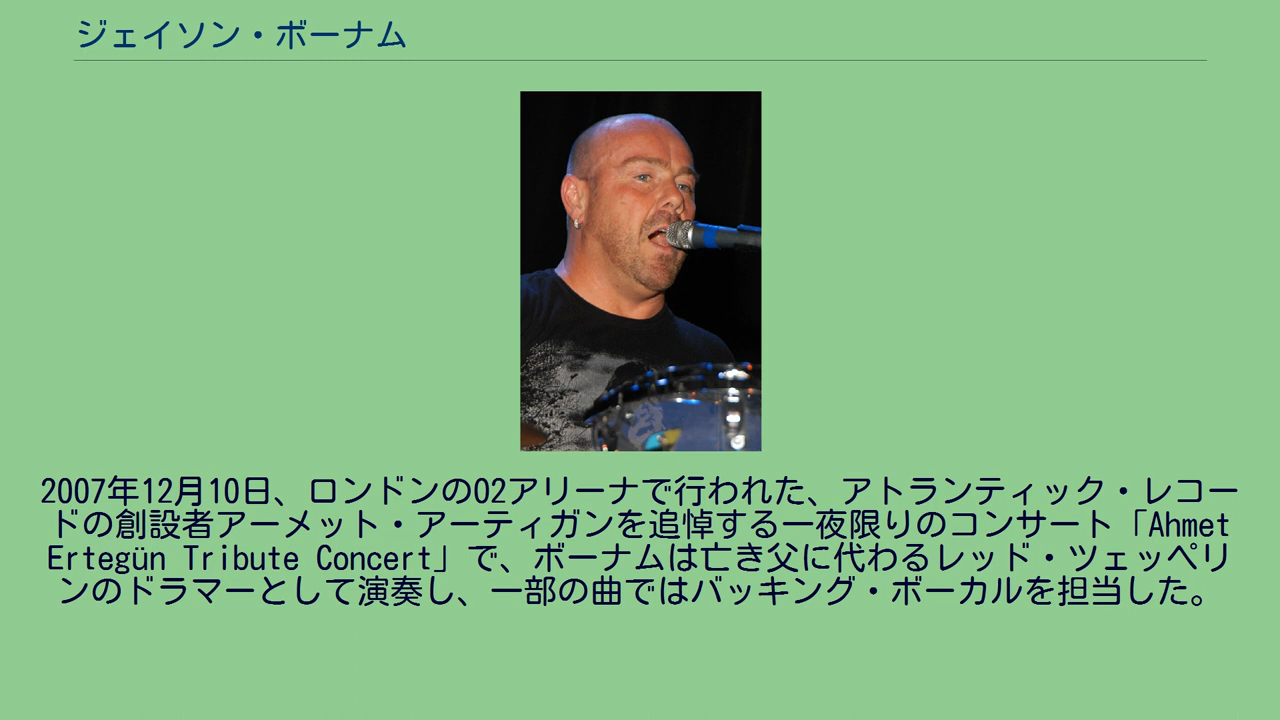 ジェイソン・ボーナム
2007年12月10日、ロンドンのO2アリーナで行われた、アトランティック・レコー
ドの創設者アーメット・アーティガンを追悼する一夜限りのコンサート「Ahmet
Ertegün Tribute Concert」で、ボーナムは亡き父に代わるレッド・ツェッペリ
ンのドラマーとして演奏し、一部の曲ではバッキング・ボーカルを担当した。